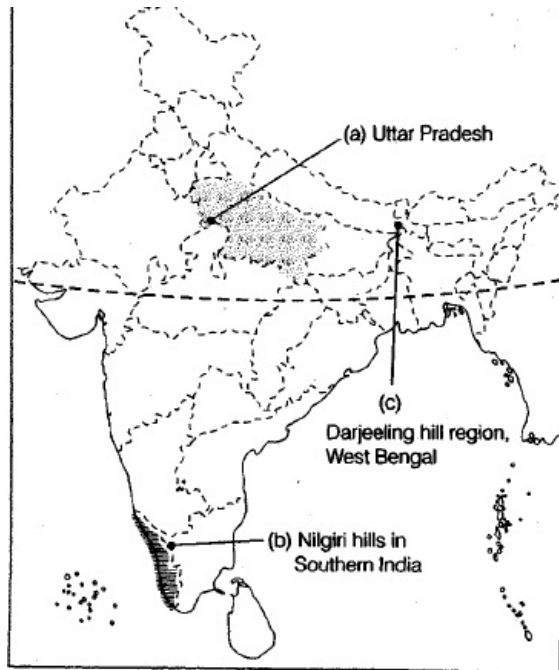 (a) Uttar Pradesh
(c)
Darjeeling hill region,
West Bengal
(b) Nilgiri hills in
Southern India